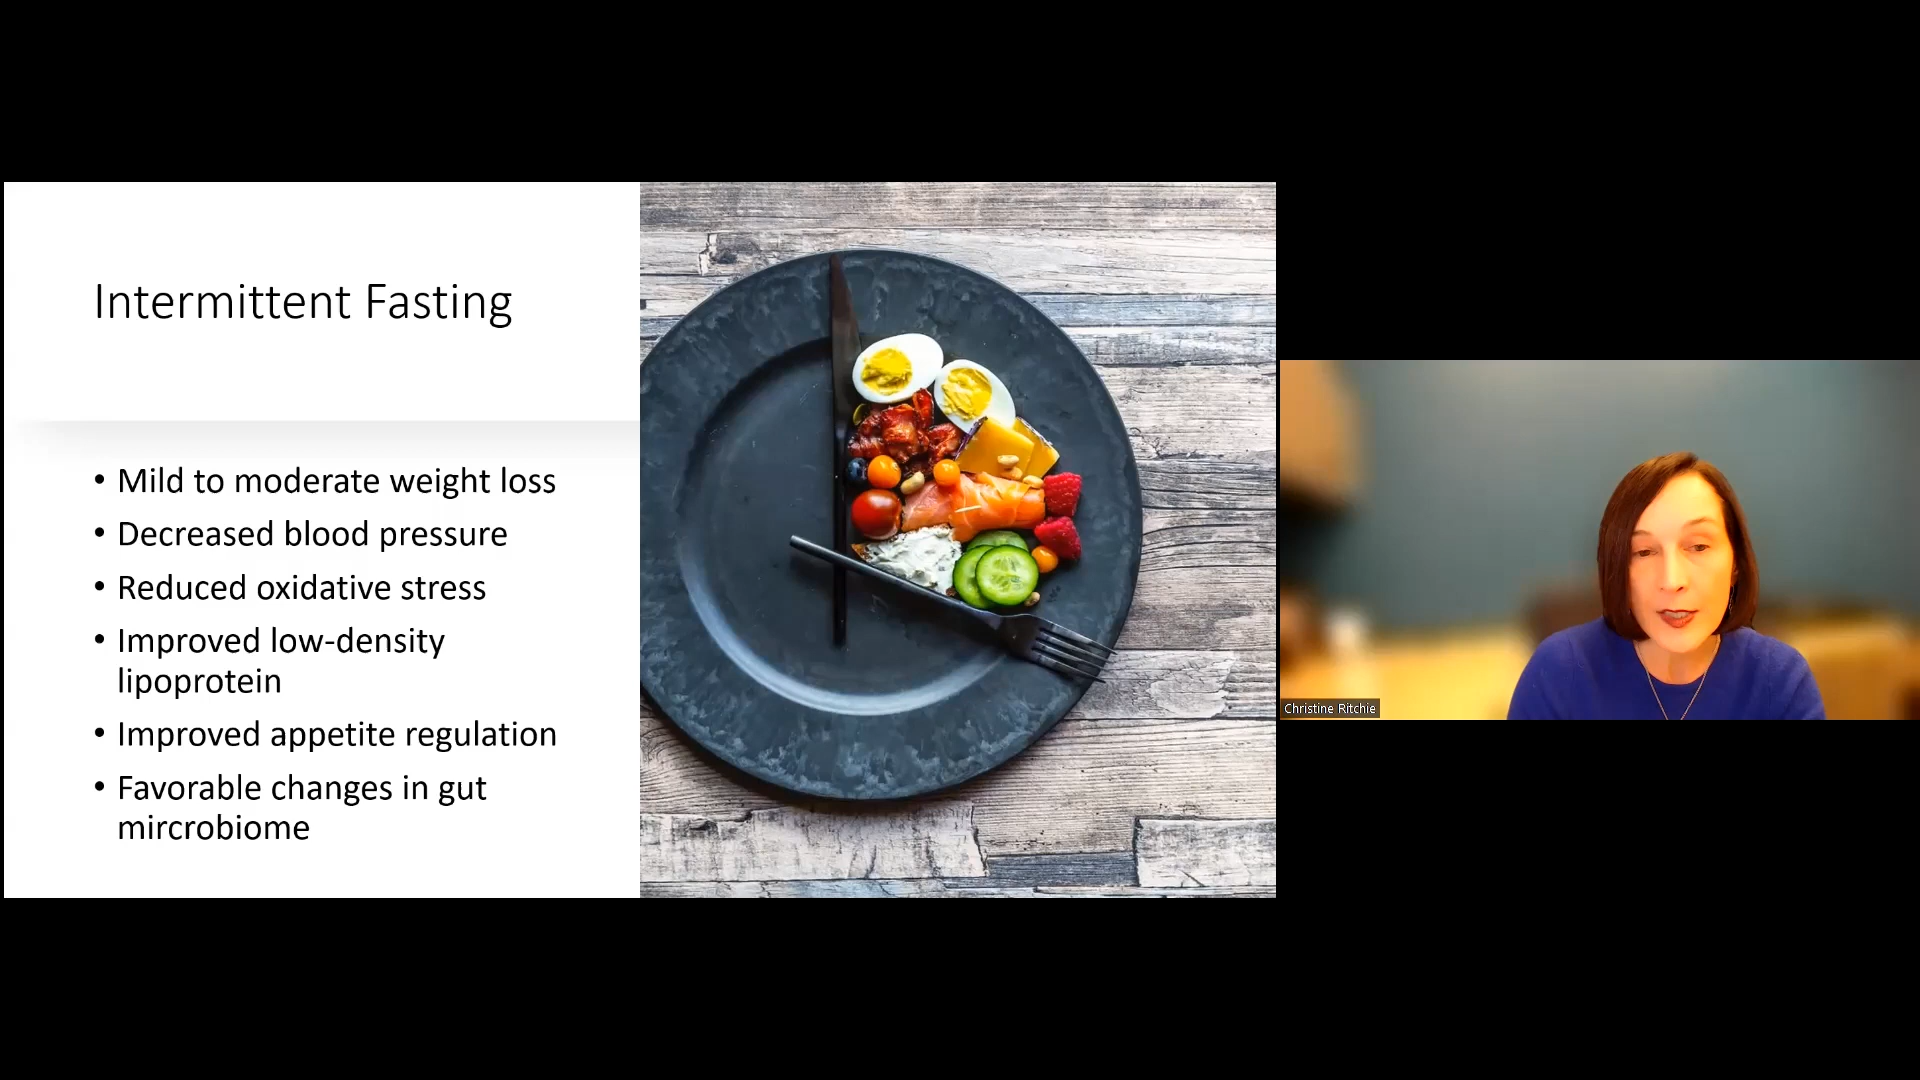 Intermittent Fasting
• Mild to moderate weight loss
• Decreased blood pressure
• Reduced oxidative stress
• Improved low-density
lipoprotein
• Improved appetite regulation
• Favorable changes in gut
mircrobiome
Christine Ritchie